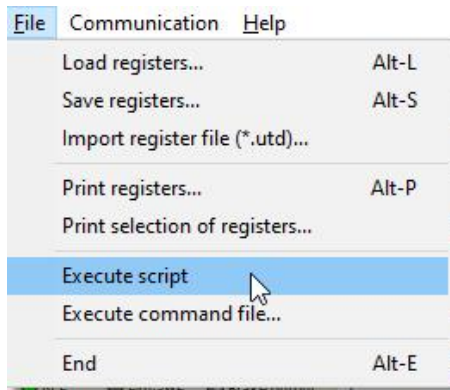 File Communication Help
Load registers... Alt-L
Save registers... Alt-S
Import register file (*.utd)...
Print registers... Alt-P
Print selection of registers...
Execute script
Execute command file...
End Alt-E